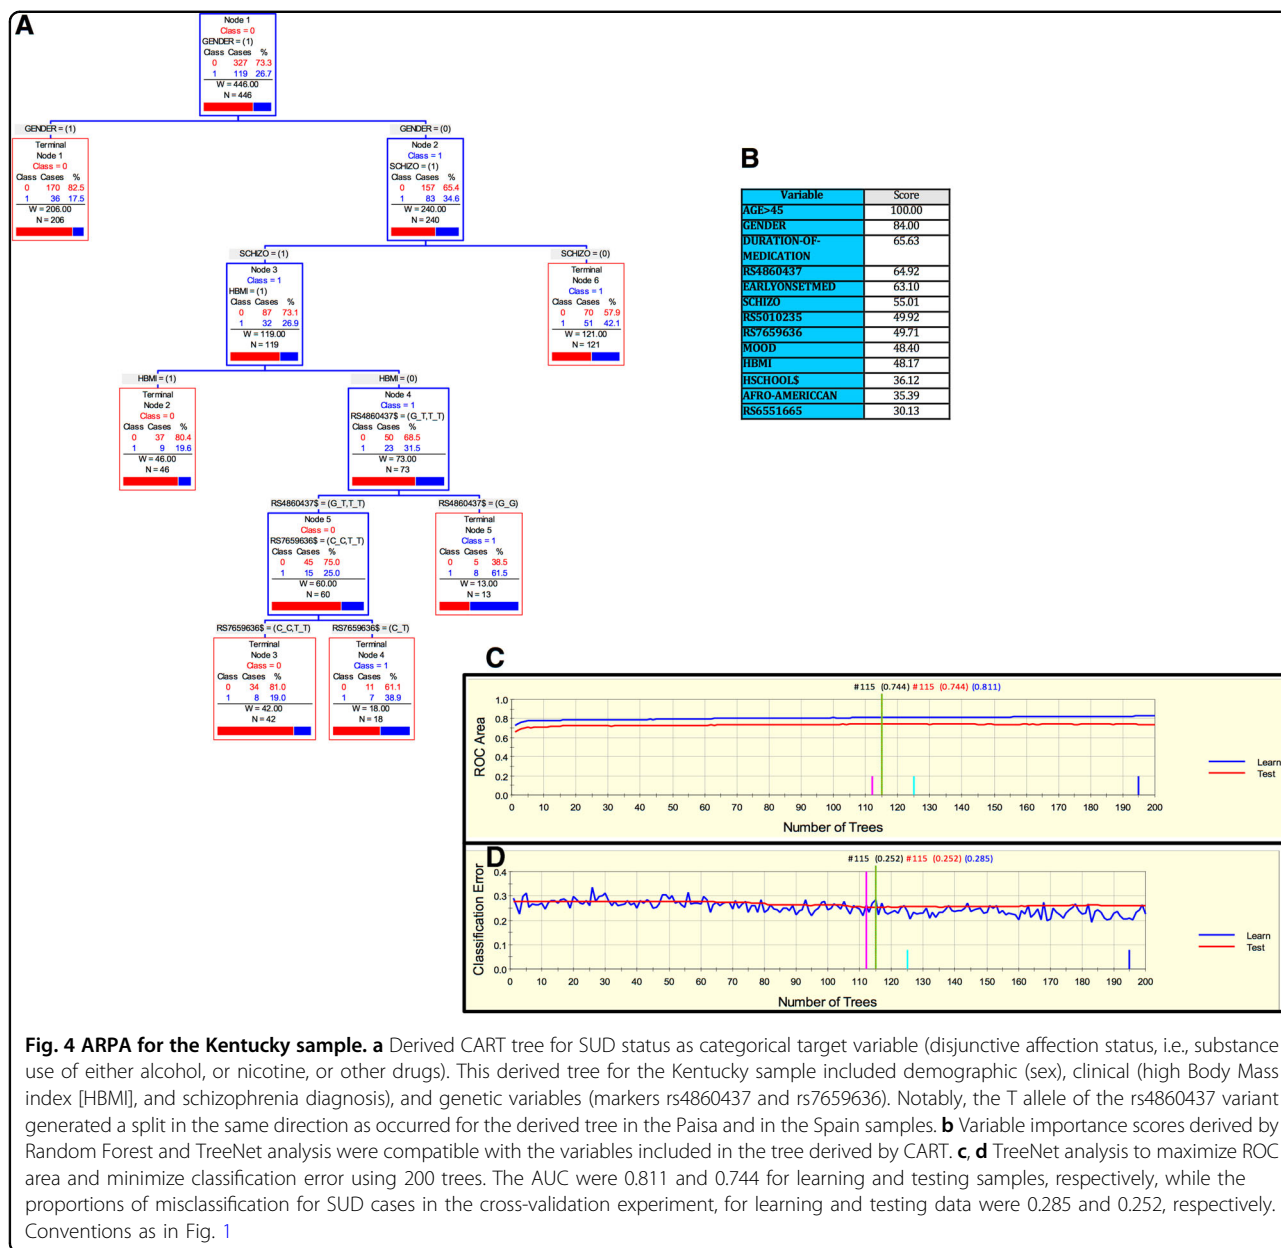 A
Node 1
Class = 0
GENDER = (1)
Class Cases %
0 327 73.3
1 119 26.7
W = 446.00
N = 446
GENDER = (1)
GENDER = (0)
Terminal
Node 1
Class = 0
Class Cases %
0 170 82.5
1 36 17.5
W = 206.00
N = 206
Node 2
Class = 1
SCHIZO = (1)
Class Cases %
0 157 65.4
1 83 34.6
W = 240.00
N = 240
SCHIZO = (1)
SCHIZO = (0)
Node 3
Class = 1
HBMI = (1)
Class Cases %
0 87 73.1
1 32 26.9
W = 119.00
N = 119
Terminal
Node 6
Class = 1
Class Cases %
0 70 57.9
1 51 42.1
W = 121.00
N = 121
HBMI = (1)
HBMI = (0)
Terminal
Node 2
Class = 0
Class Cases %
0 37 80.4
1 9 19.6
W = 46.00
N = 46
Node 4
Class = 1
RS4860437$ = (G_T,T_T)
Class Cases %
0 50 68.5
1 23 31.5
W = 73.00
N = 73
RS4860437$ = (G_T,T_T)
RS4860437$ = (G_G)
Node 5
Class = 0
RS7659636$ = (C_C,T_T)
Class Cases %
0 45 75.0
1 15 25.0
W = 60.00
N = 60
Terminal
Node 5
Class = 1
Class Cases %
0 5 38.5
1 8 61.5
W = 13.00
N = 13
RS7659636$ = (C_C,T_T)
RS7659636$ = (C_T)
Terminal
Node 3
Class = 0
Class Cases %
0 34 81.0
1 8 19.0
W = 42.00
N = 42
Terminal
Node 4
Class = 1
Class Cases %
0 11 61.1
1 7 38.9
W = 18.00
N = 18
B
Variable Score
AGE>45 100.00
GENDER 84.00
DURATION-OF- 65.63
MEDICATION
RS4860437 64.92
EARLYONSETMED 63.10
SCHIZO 55.01
RS5010235 49.92
RS7659636 49.71
MOOD 48.40
HBMI 48.17
HSCHOOL$ 36.12
AFRO-AMERICCAN 35.39
RS6551665 30.13
C
#115 (0.744) #115 (0.744) (0.811)
ROC Area
1.0
0.8
0.6
0.4
0.2
0.0
0 10 20 30 40 50 60 70 80 90 100 110 120 130 140 150 160 170 180 190 200
Number of Trees
Learn
Test
D
#115 (0.252) #115 (0.252) (0.285)
Classification Error
0.4
0.3
0.2
0.1
0.0
0 10 20 30 40 50 60 70 80 90 100 110 120 130 140 150 160 170 180 190 200
Number of Trees
Learn
Test
Fig. 4 ARPA for the Kentucky sample. a Derived CART tree for SUD status as categorical target variable (disjunctive affection status, i.e., substance
use of either alcohol, or nicotine, or other drugs). This derived tree for the Kentucky sample included demographic (sex), clinical (high Body Mass
index [HBMI], and schizophrenia diagnosis), and genetic variables (markers rs4860437 and rs7659636). Notably, the T allele of the rs4860437 variant
generated a split in the same direction as occurred for the derived tree in the Paisa and in the Spain samples. b Variable importance scores derived by
Random Forest and TreeNet analysis were compatible with the variables included in the tree derived by CART. c, d TreeNet analysis to maximize ROC
area and minimize classification error using 200 trees. The AUC were 0.811 and 0.744 for learning and testing samples, respectively, while the
proportions of misclassification for SUD cases in the cross-validation experiment, for learning and testing data were 0.285 and 0.252, respectively.
Conventions as in Fig. 1